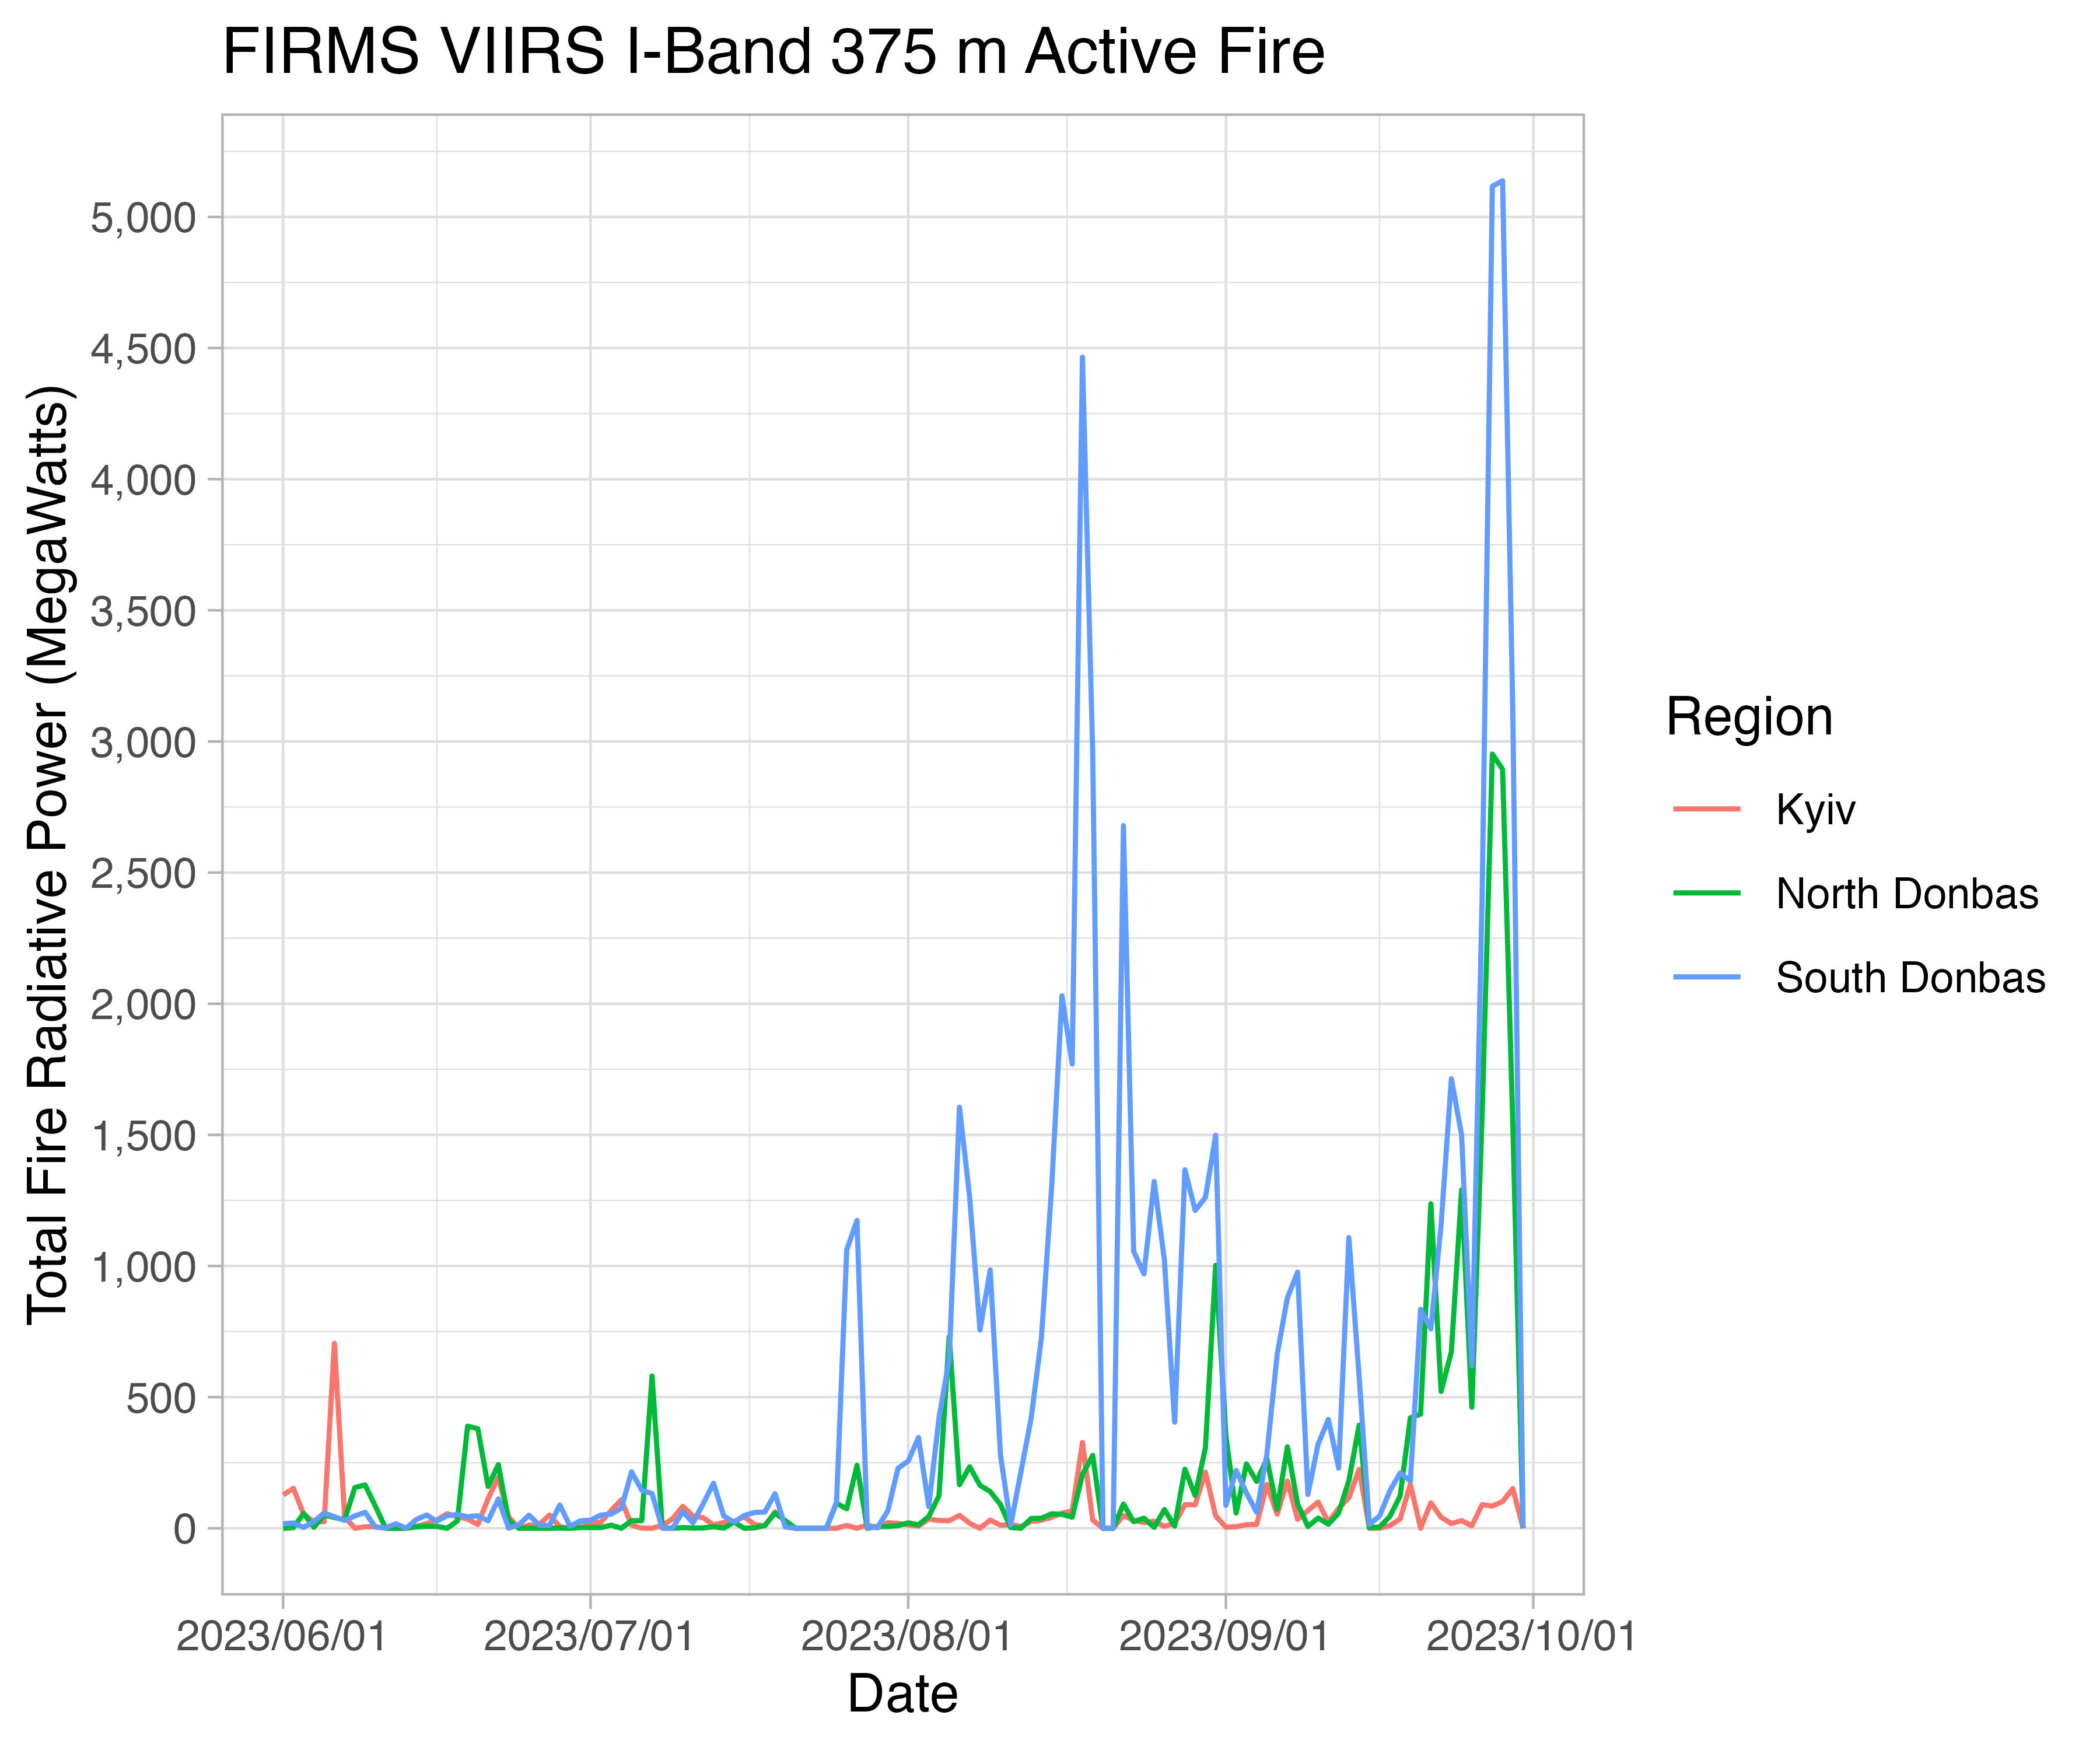 FIRMS VIIRS I-Band 375 m Active Fire
Total Fire Radiative Power (MegaWatts)
5,000
4,500
4,000
3,500
3,000
2,500
2,000
1,500
1,000
500
0
2023/06/01
2023/07/01
2023/08/01
2023/09/01
2023/10/01
Date
Region
Kyiv
North Donbas
South Donbas